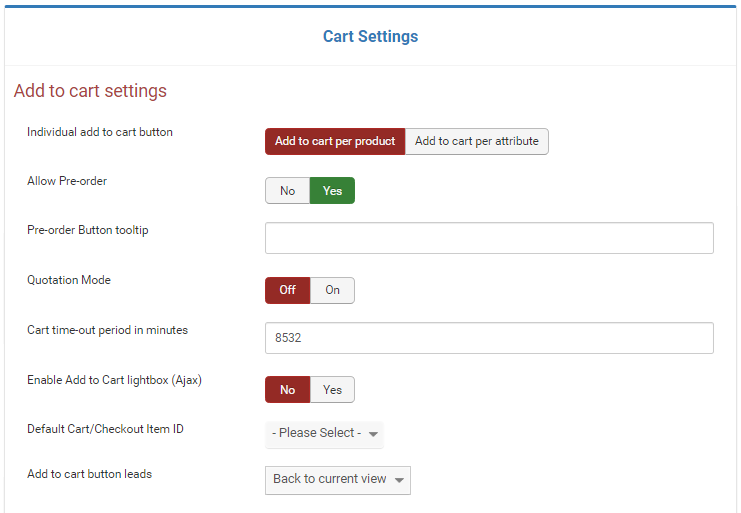 Cart Settings
Add to cart settings
Individual add to cart button
Add to cart per product Add to cart per attribute
Allow Pre-order
No Yes
Pre-order Button tooltip
Quotation Mode
Off On
Cart time-out period in minutes
8532
Enable Add to Cart lightbox (Ajax)
No Yes
Default Cart/Checkout Item ID
- Please Select -
Add to cart button leads
Back to current view